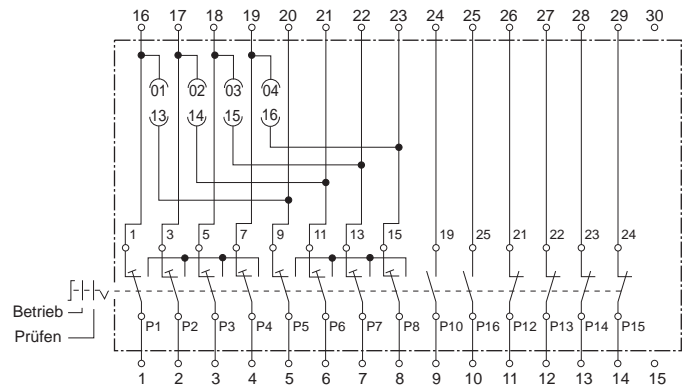 16 17 18 19 20 21 22 23 24 25 26 27 28 29 30
01 02 03 04
13 14 15 16
1 3 5 7 9 11 13 15 19 25 21 22 23 24
Betrieb
P1 P2 P3 P4 P5 P6 P7 P8 P10 P16 P12 P13 P14 P15
Prüfen
1 2 3 4 5 6 7 8 9 10 11 12 13 14 15